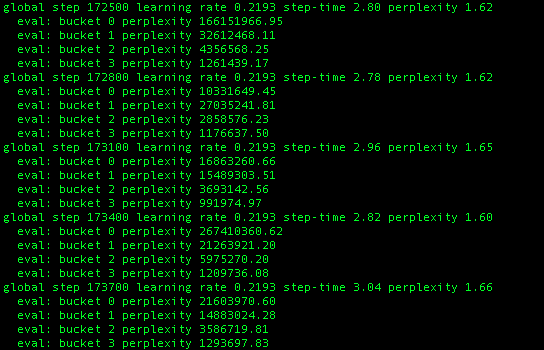 global step 172500 learning rate 0.2193 step-time 2.80 perplexity 1.62
eval: bucket 0 perplexity 166151966.95
eval: bucket 1 perplexity 32612468.11
eval: bucket 2 perplexity 4356568.25
eval: bucket 3 perplexity 1261439.17
global step 172800 learning rate 0.2193 step-time 2.78 perplexity 1.62
eval: bucket 0 perplexity 10331649.45
eval: bucket 1 perplexity 27035241.81
eval: bucket 2 perplexity 2858576.23
eval: bucket 3 perplexity 1176637.50
global step 173100 learning rate 0.2193 step-time 2.96 perplexity 1.65
eval: bucket 0 perplexity 16863260.66
eval: bucket 1 perplexity 15489303.51
eval: bucket 2 perplexity 3693142.56
eval: bucket 3 perplexity 991974.97
global step 173400 learning rate 0.2193 step-time 2.82 perplexity 1.60
eval: bucket 0 perplexity 267410360.62
eval: bucket 1 perplexity 21263921.20
eval: bucket 2 perplexity 5975270.20
eval: bucket 3 perplexity 1209736.08
global step 173700 learning rate 0.2193 step-time 3.04 perplexity 1.66
eval: bucket 0 perplexity 21603970.60
eval: bucket 1 perplexity 14883024.28
eval: bucket 2 perplexity 3586719.81
eval: bucket 3 perplexity 1293697.83